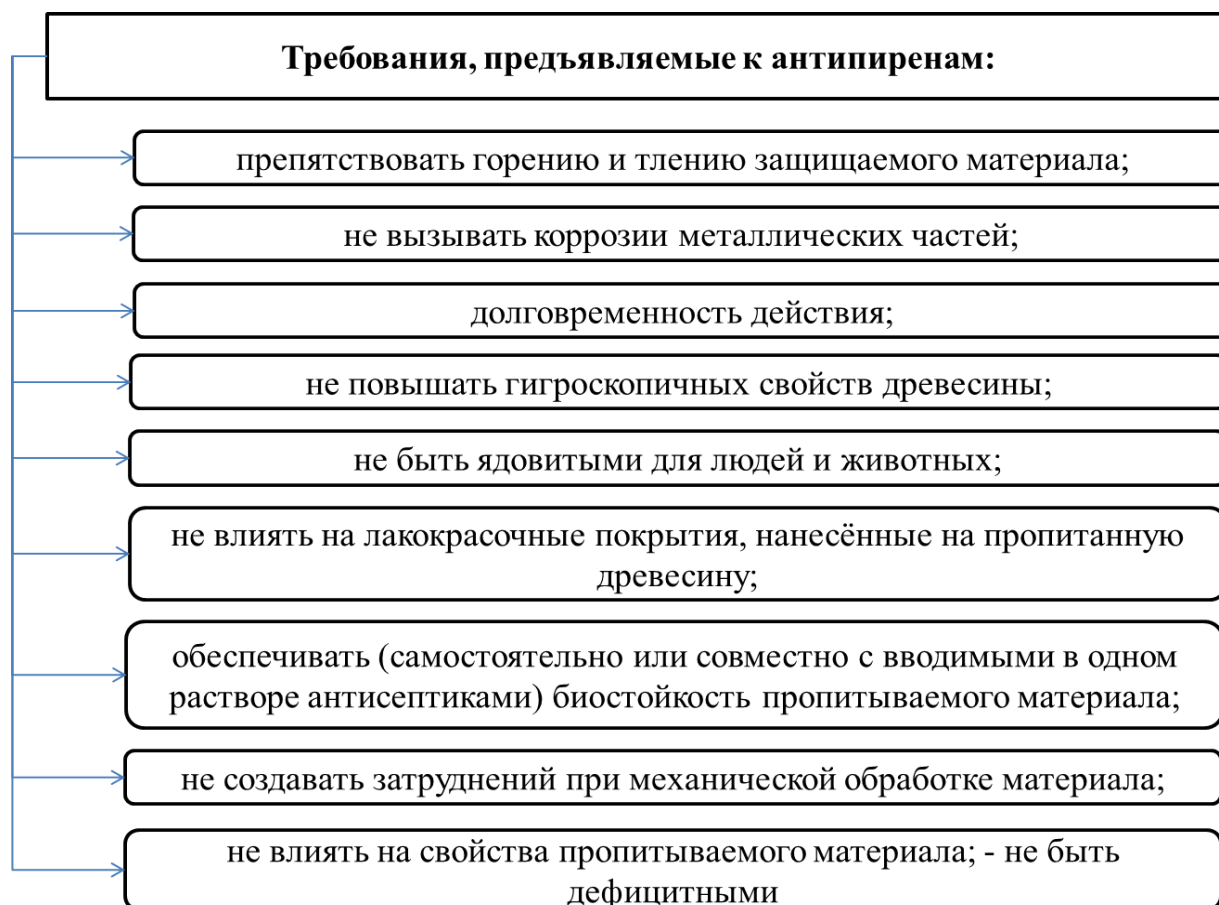 Требования, предъявляемые к антипиренам:
препятствовать горению и тлению защищаемого материала;
не вызывать коррозии металлических частей;
долговременность действия;
не повышать гигроскопичных свойств древесины;
не быть ядовитыми для людей и животных;
не влиять на лакокрасочные покрытия, нанесённые на пропитанную
древесину;
обеспечивать (самостоятельно или совместно с вводимыми в одном
растворе антисептиками) биостойкость пропитываемого материала;
не создавать затруднений при механической обработке материала;
не влиять на свойства пропитываемого материала; - не быть
дефицитными